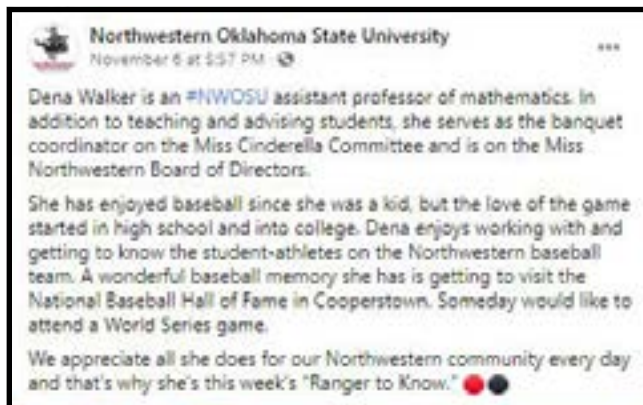 Northwestern Oklahoma State University
November 6 at 5:57 PM ·
Dena Walker is an #NWOSU assistant professor of mathematics. In
addition to teaching and advising students, she serves as the banquet
coordinator on the Miss Cinderella Committee and is on the Miss
Northwestern Board of Directors.
She has enjoyed baseball since she was a kid, but the love of the game
started in high school and into college. Dena enjoys working with and
getting to know the student-athletes on the Northwestern baseball
team. A wonderful baseball memory she has is getting to visit the
National Baseball Hall of Fame in Cooperstown. Someday would like to
attend a World Series game.
We appreciate all she does for our Northwestern community every day
and that's why she's this week's "Ranger to Know." 🔴⚫